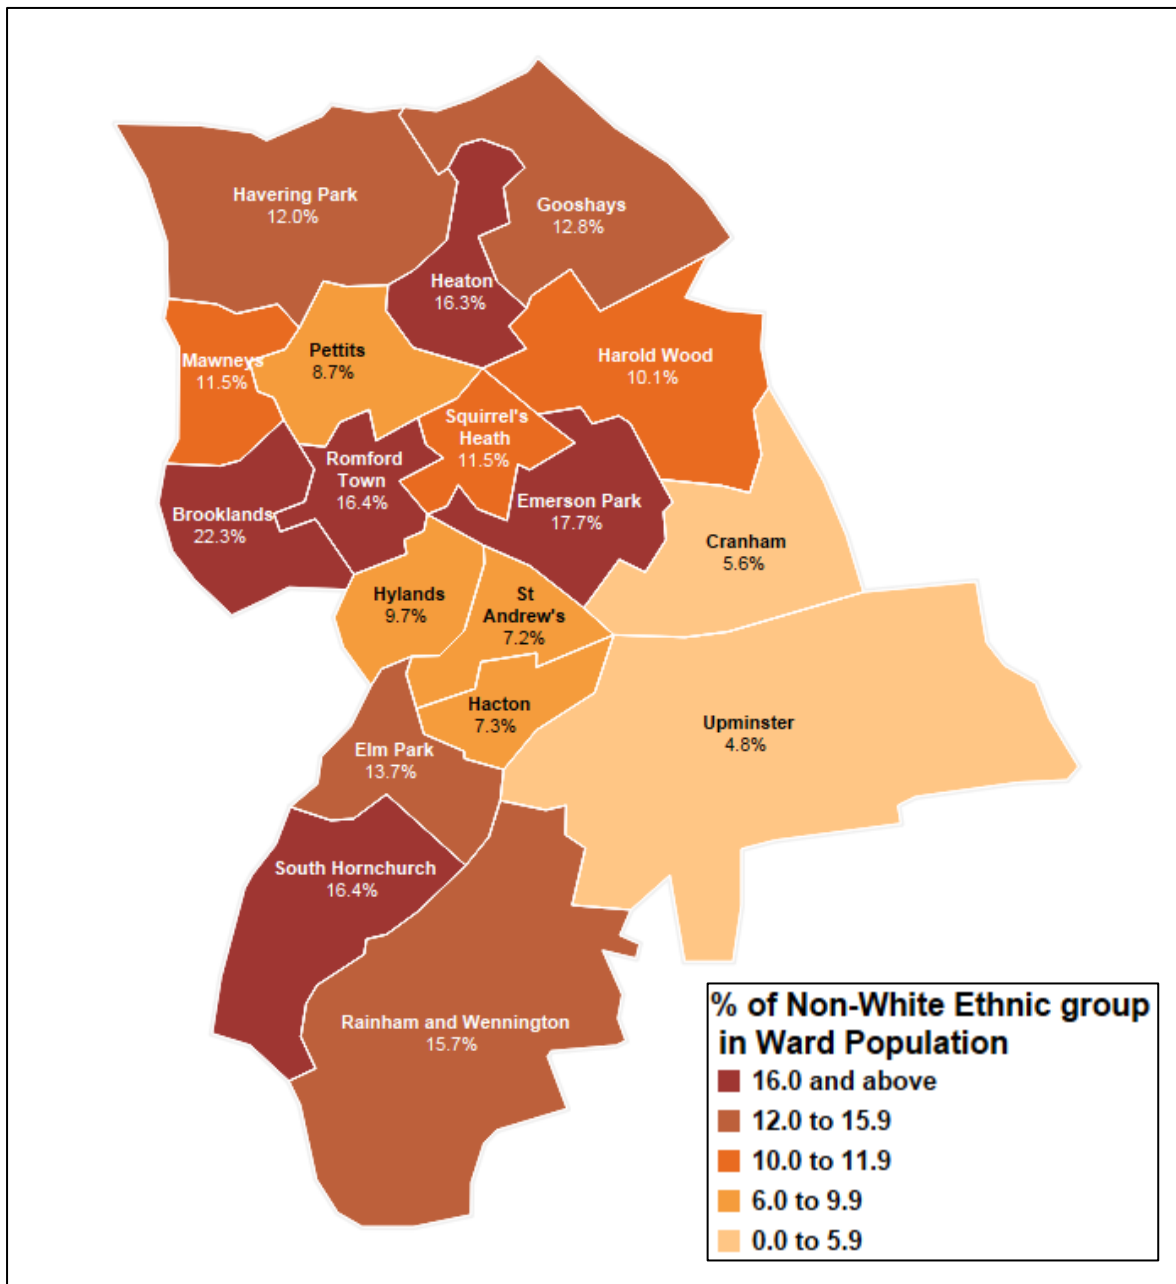 Havering Park
12.0%
Gooshays
12.8%
Heaton
16.3%
Mawneys
11.5%
Pettits
8.7%
Harold Wood
10.1%
Squirrel's
Heath
11.5%
Romford
Town
16.4%
Brooklands
22.3%
Emerson Park
17.7%
Cranham
5.6%
Hylands
9.7%
St
Andrew's
7.2%
Hacton
7.3%
Upminster
4.8%
Elm Park
13.7%
South Hornchurch
16.4%
Rainham and Wennington
15.7%
% of Non-White Ethnic group
in Ward Population
16.0 and above
12.0 to 15.9
10.0 to 11.9
6.0 to 9.9
0.0 to 5.9